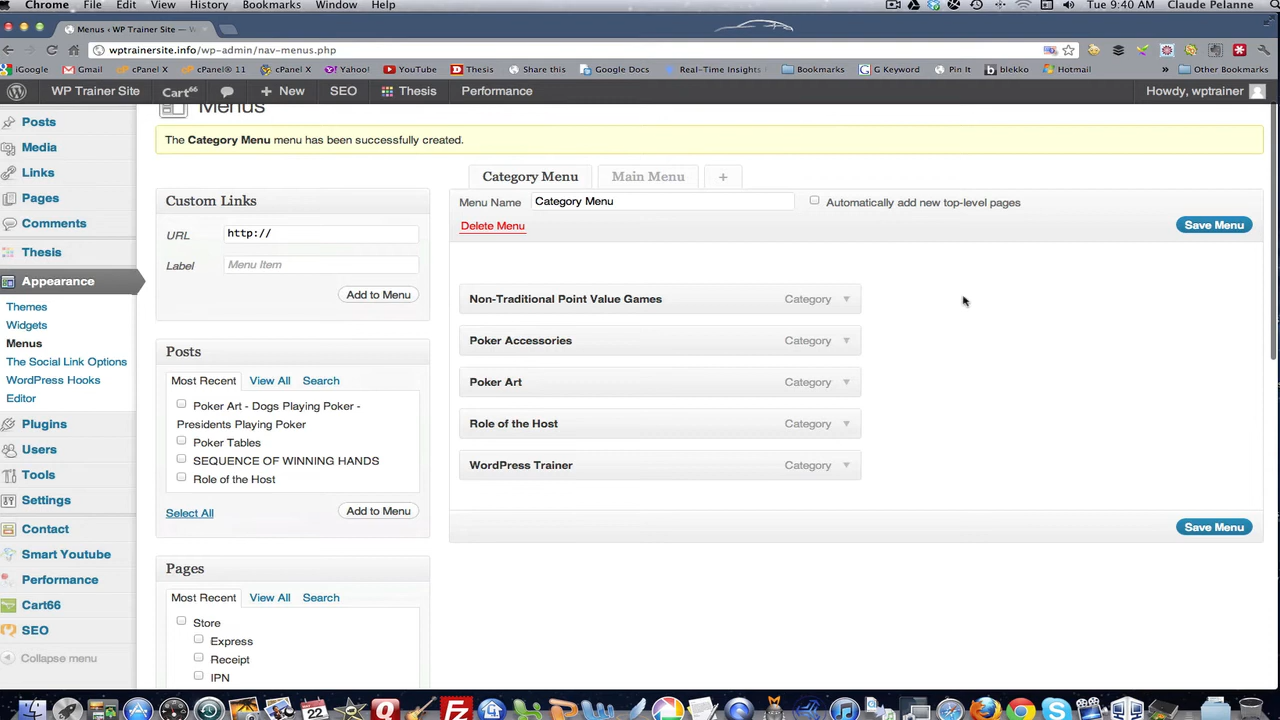 Chrome File Edit View History Bookmarks Window Help Tue 9:40 AM Claude Pelanne
Menus ‹ WP Trainer Site —
wptrainersite.info/wp-admin/nav-menus.php
iGoogle Gmail cPanel X cPanel® 11 cPanel X Yahoo! YouTube Thesis Share this Google Docs Real-Time Insights Bookmarks G Keyword Pin It blekko Hotmail » Other Bookmarks
WP Trainer Site Cart66 + New SEO Thesis Performance Howdy, wptrainer
Menus
Posts
Media
Links
Pages
Comments
Thesis
Appearance
Themes
Widgets
Menus
The Social Link Options
WordPress Hooks
Editor
Plugins
Users
Tools
Settings
Contact
Smart Youtube
Performance
Cart66
SEO
Collapse menu
The Category Menu menu has been successfully created.
Custom Links
URL http://
Label Menu Item
Add to Menu
Posts
Most Recent View All Search
Poker Art - Dogs Playing Poker -
Presidents Playing Poker
Poker Tables
SEQUENCE OF WINNING HANDS
Role of the Host
Select All Add to Menu
Pages
Most Recent View All Search
Store
Express
Receipt
IPN
Category Menu Main Menu +
Menu Name Category Menu Automatically add new top-level pages
Delete Menu Save Menu
Non-Traditional Point Value Games Category
Poker Accessories Category
Poker Art Category
Role of the Host Category
WordPress Trainer Category
Save Menu
22